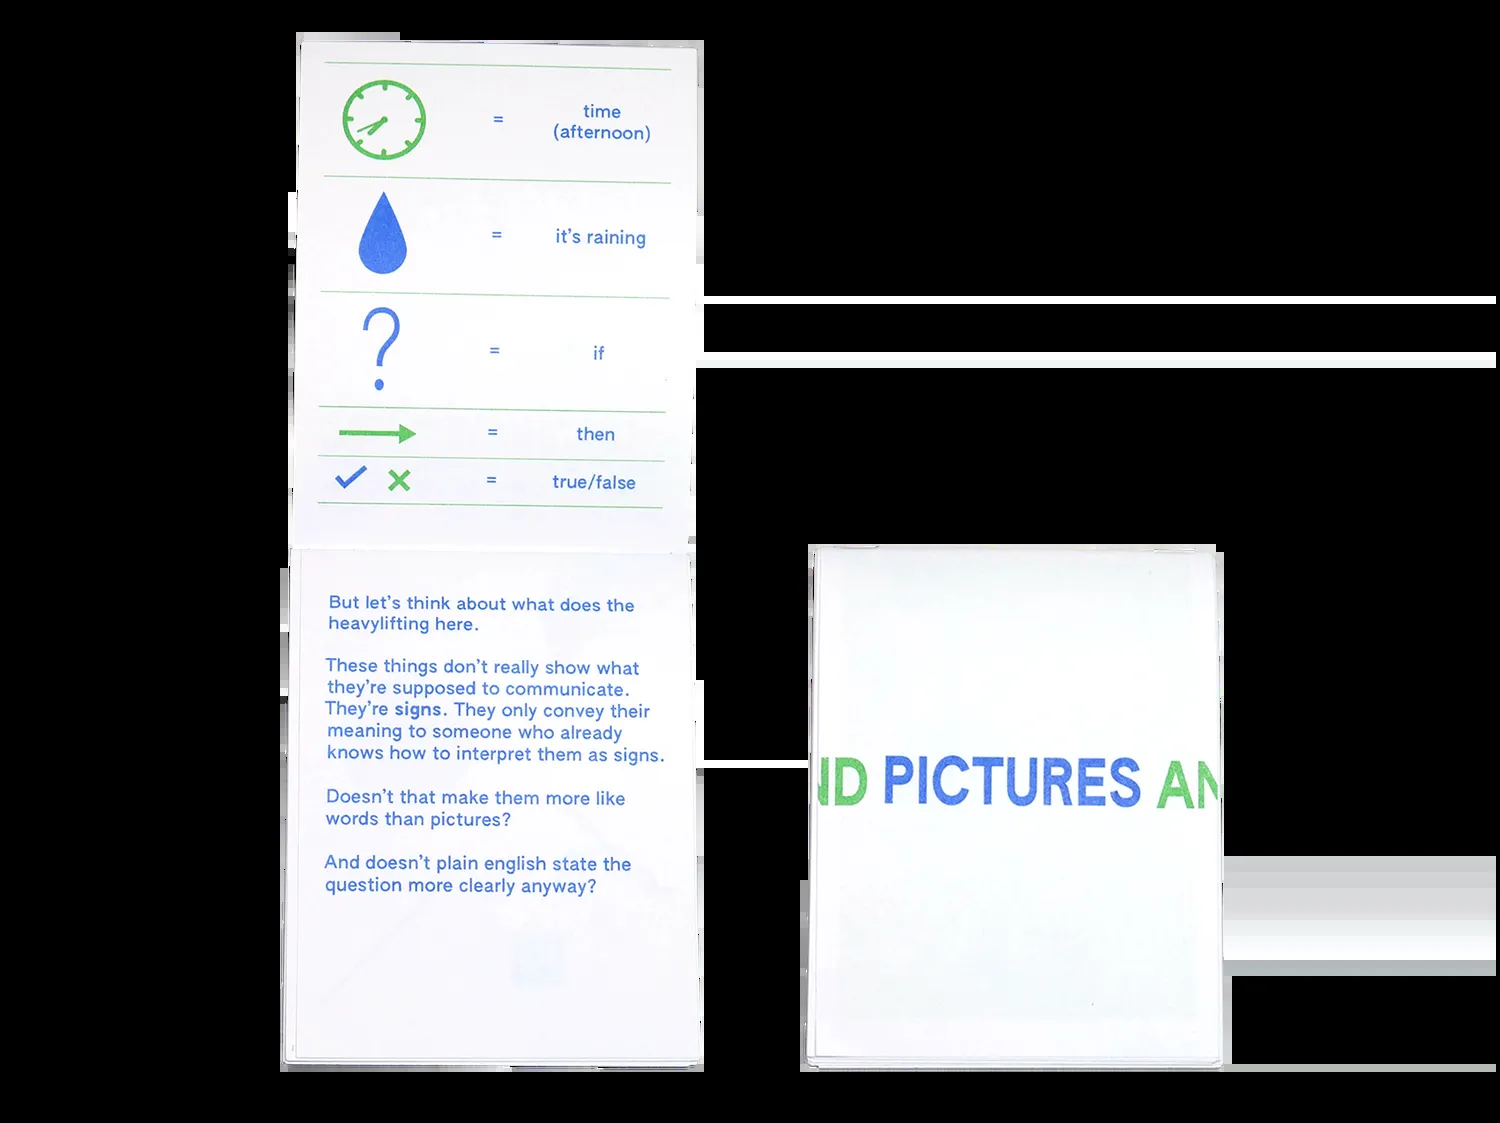 = time
(afternoon)
= it's raining
? = if
= then
= true/false
But let's think about what does the
heavylifting here.
These things don't really show what
they're supposed to communicate.
They're signs. They only convey their
meaning to someone who already
knows how to interpret them as signs.
Doesn't that make them more like
words than pictures?
And doesn't plain english state the
question more clearly anyway?
ND PICTURES AN